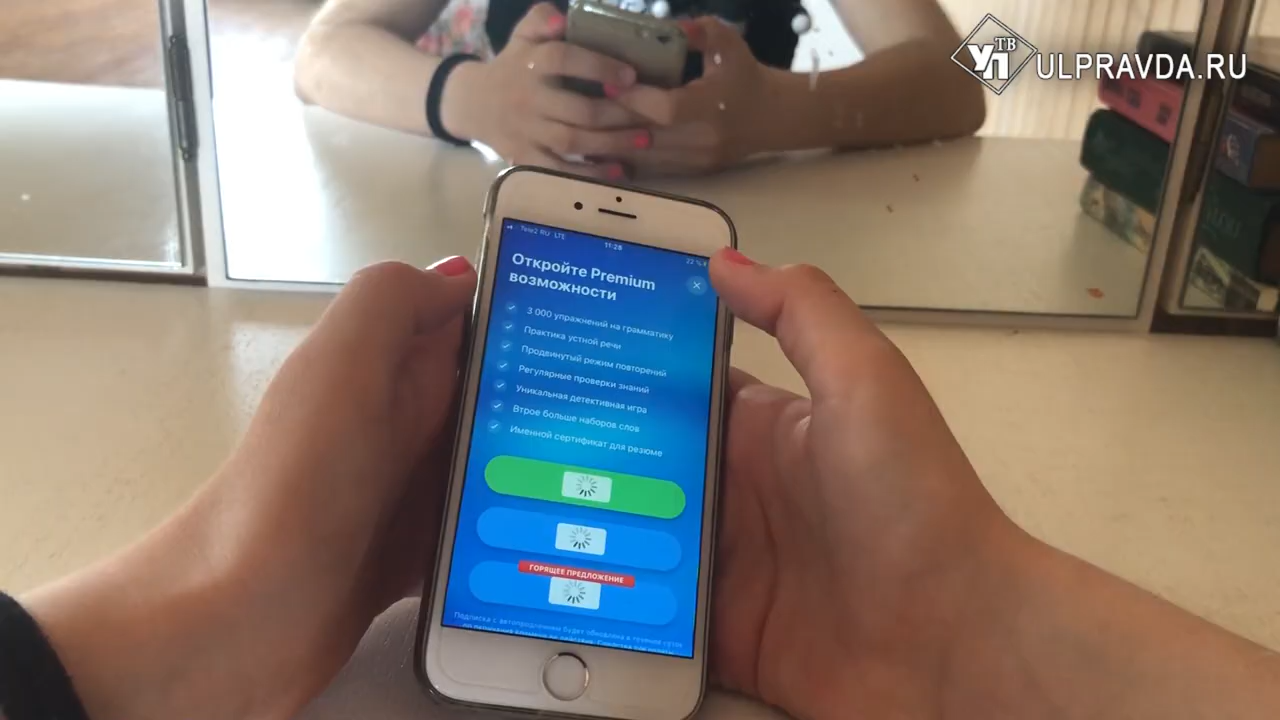 УП ТВ
ULPRAVDA.RU
Tele2 RU LTE
11:28
22 %
Откройте Premium
возможности
3 000 упражнений на грамматику
Практика устной речи
Продвинутый режим повторений
Регулярные проверки знаний
Уникальная детективная игра
Втрое больше наборов слов
Именной сертификат для резюме
ГОРЯЩЕЕ ПРЕДЛОЖЕНИЕ
Подписка с автопродлением будет обновлена в течение суток